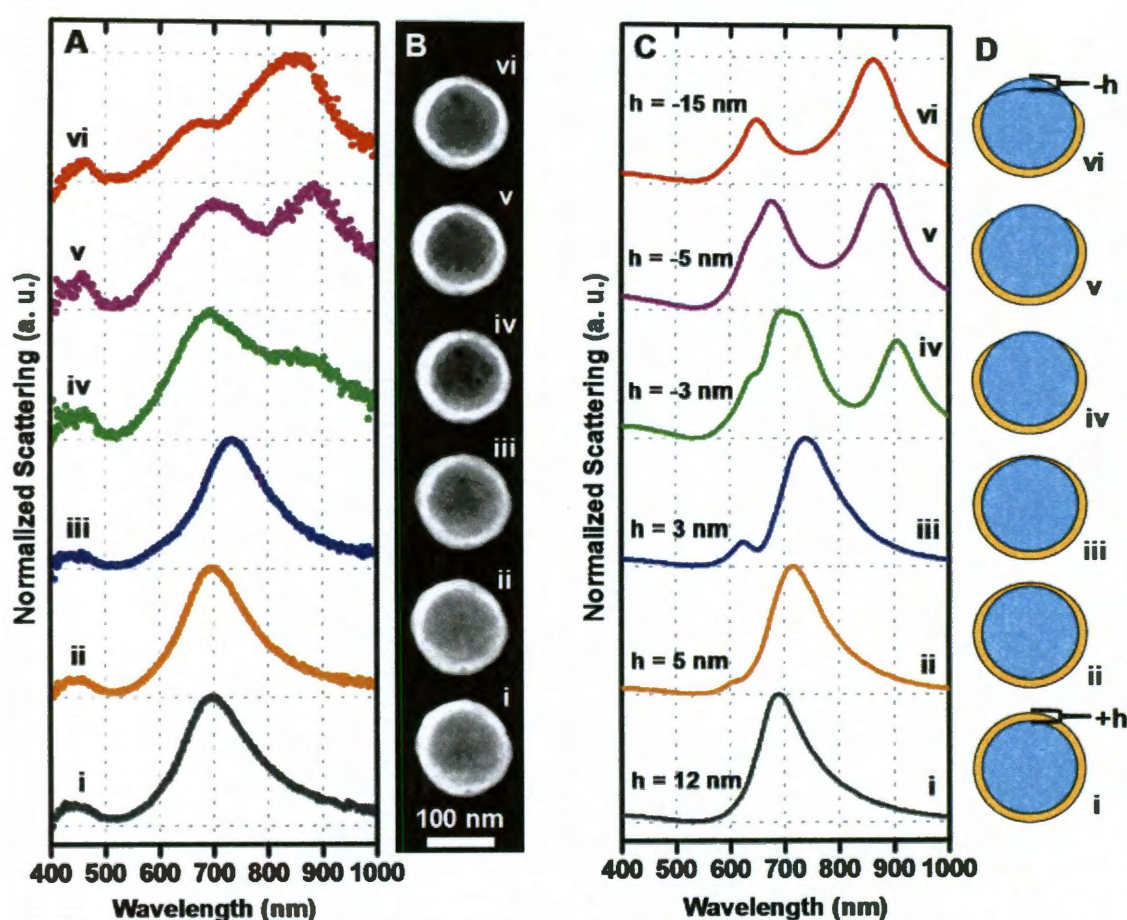 A
B
C
D
Normalized Scattering (a. u.)
vi
v
iv
iii
ii
i
400 500 600 700 800 900 1000
Wavelength (nm)
vi
v
iv
iii
ii
i
100 nm
Normalized Scattering (a. u.)
h = -15 nm
vi
h = -5 nm
v
h = -3 nm
iv
h = 3 nm
iii
h = 5 nm
ii
h = 12 nm
i
400 500 600 700 800 900 1000
Wavelength (nm)
-h
vi
v
iv
iii
ii
+h
i